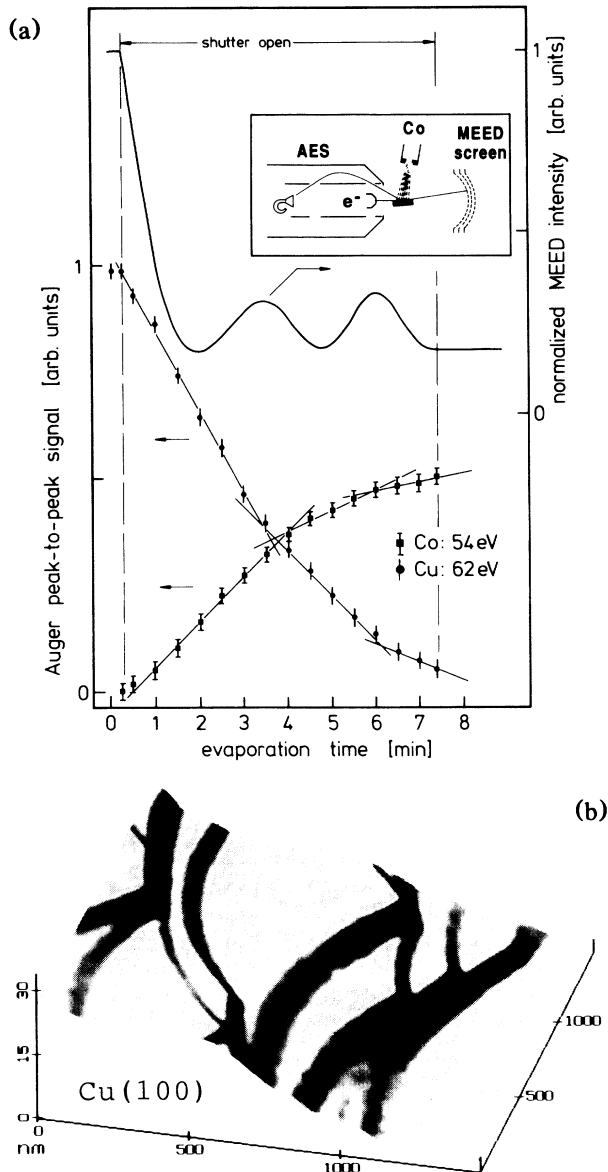 (a)
shutter open
1
Co
MEED
screen
AES
e-
normalized MEED intensity [arb. units]
0
1
Auger peak-to-peak signal [arb. units]
0
Co: 54eV
Cu: 62eV
0 1 2 3 4 5 6 7 8
evaporation time [min]
(b)
30
15
0
Cu(100)
0
nm
500
1000
500
1000